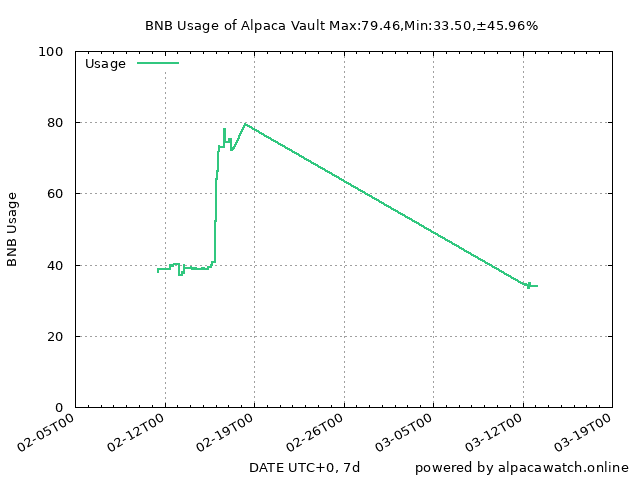 BNB Usage of Alpaca Vault Max:79.46,Min:33.50,±45.96%
100
Usage
80
60
BNB Usage
40
20
0
02-05T00
02-12T00
02-19T00
02-26T00
03-05T00
03-12T00
03-19T00
DATE UTC+0, 7d
powered by alpacawatch.online